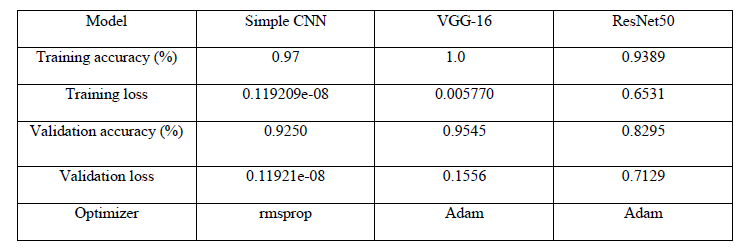 Model Simple CNN VGG-16 ResNet50
Training accuracy (%) 0.97 1.0 0.9389
Training loss 0.119209e-08 0.005770 0.6531
Validation accuracy (%) 0.9250 0.9545 0.8295
Validation loss 0.11921e-08 0.1556 0.7129
Optimizer rmsprop Adam Adam